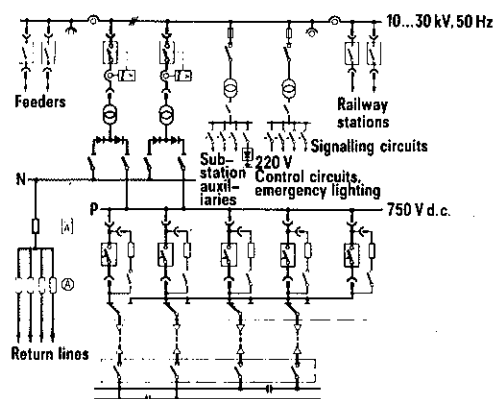 10...30 kV, 50 Hz
Feeders
Railway
stations
Signalling circuits
Sub-
station
auxil-
iaries
220 V
Control circuits,
emergency lighting
N
P
750 V d.c.
A
A
Return lines